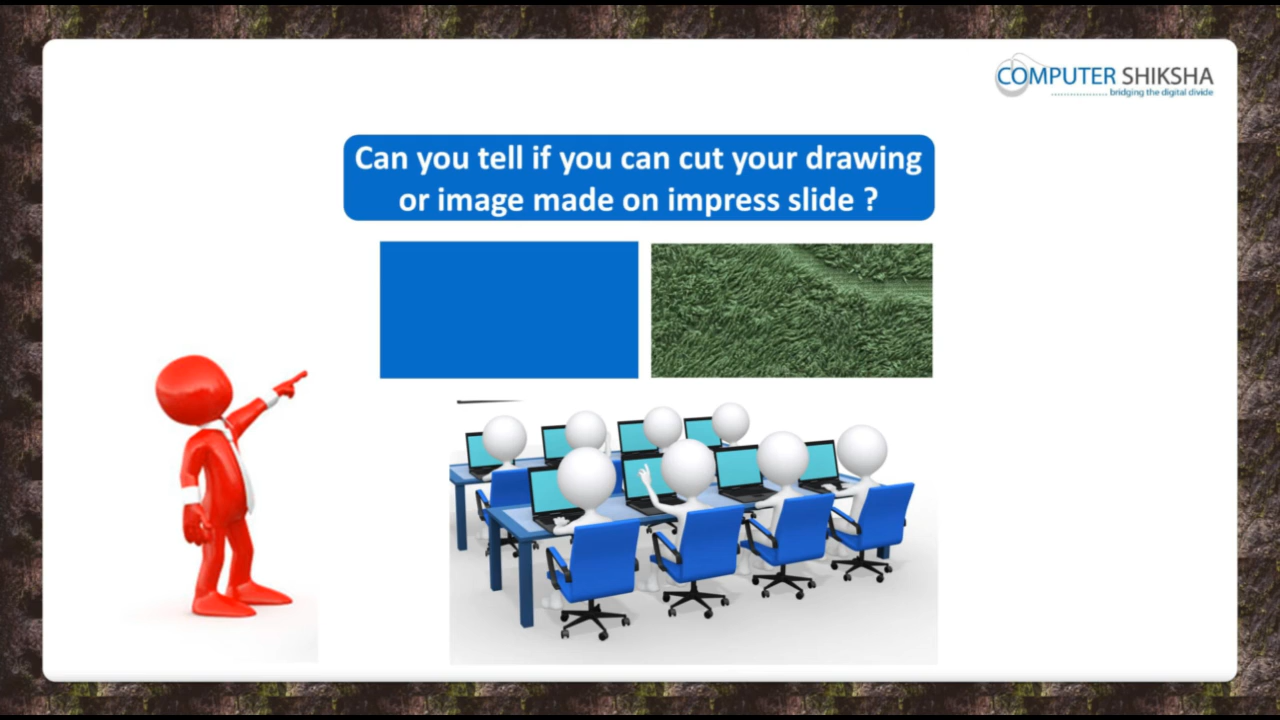 COMPUTER SHIKSHA
bridging the digital divide
Can you tell if you can cut your drawing
or image made on impress slide ?